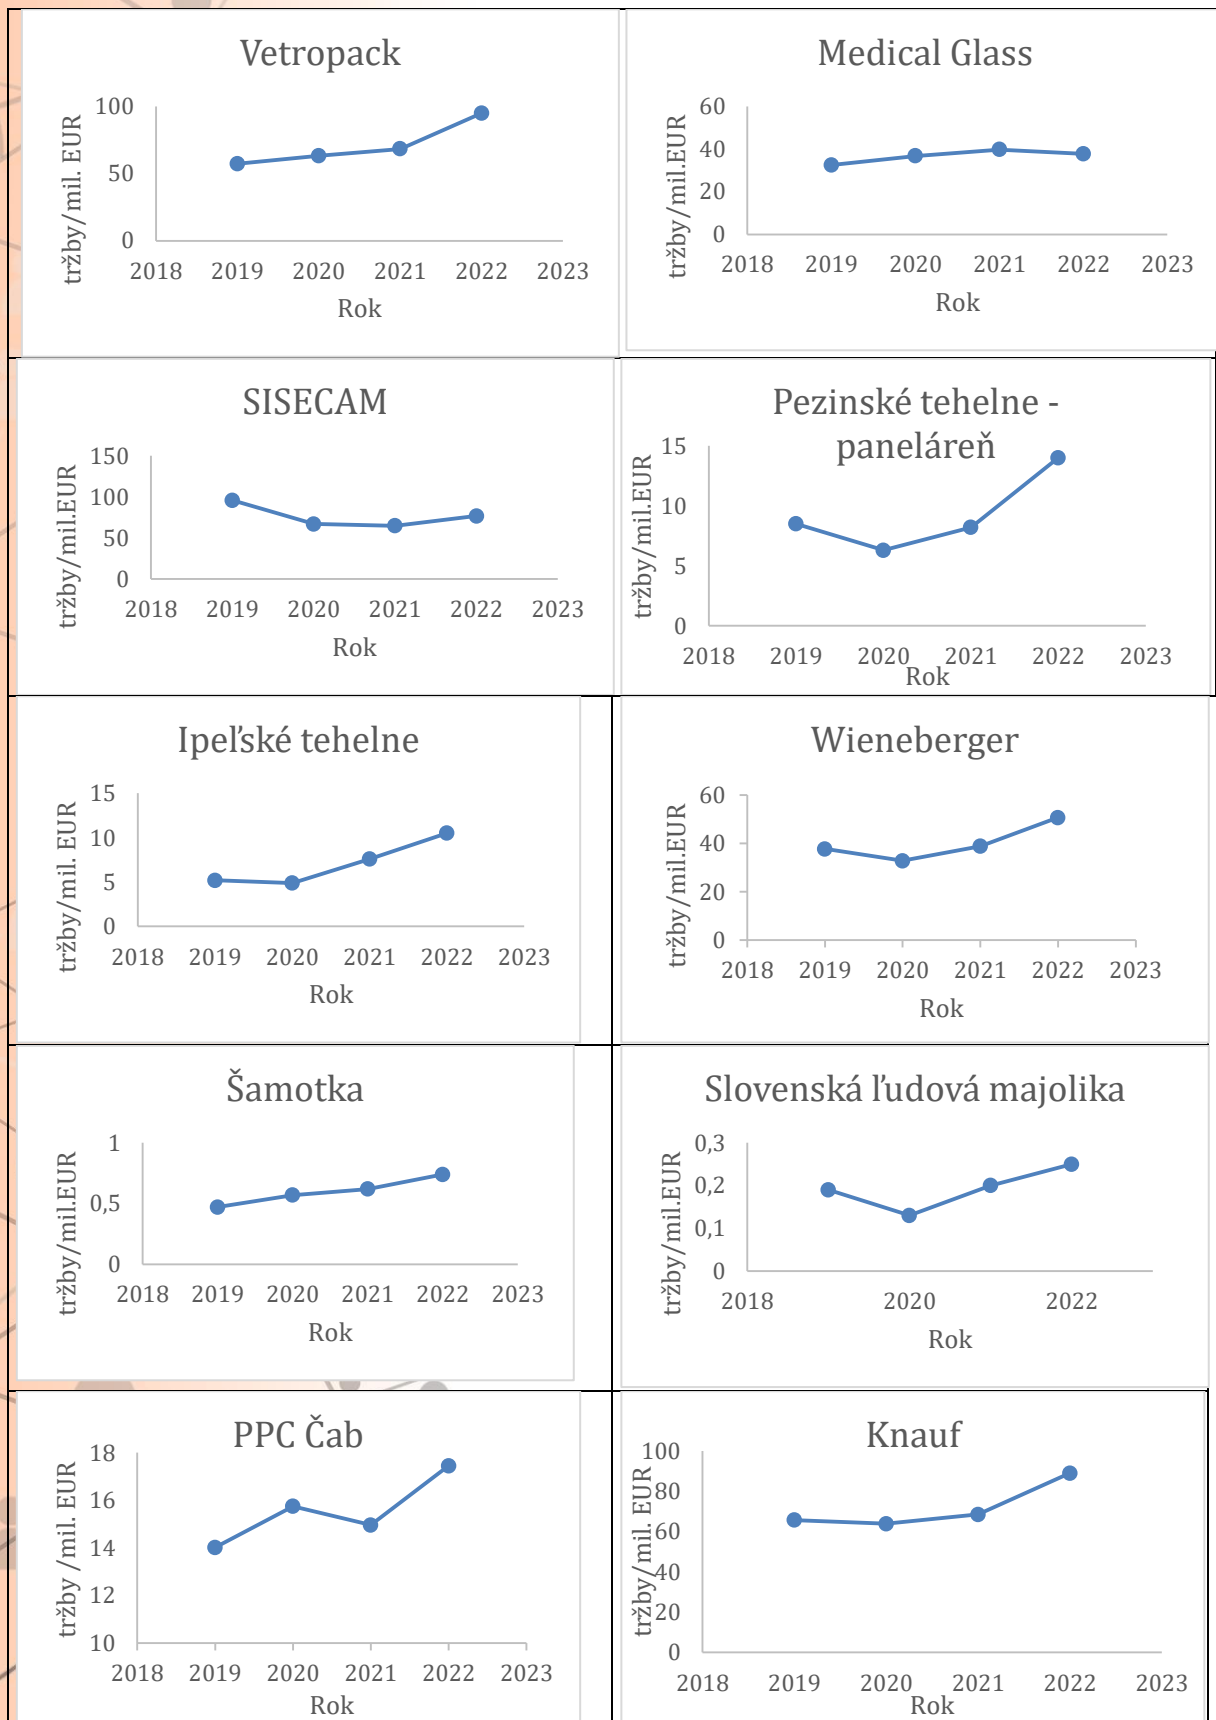 Vetropack
tržby/mil. EUR
100
50
0
2018 2019 2020 2021 2022 2023
Rok
Medical Glass
tržby/mil.EUR
60
40
20
0
2018 2019 2020 2021 2022 2023
Rok
SISECAM
tržby/mil.EUR
150
100
50
0
2018 2019 2020 2021 2022 2023
Rok
Pezinské tehelne -
paneláreň
tržby/mil.EUR
15
10
5
0
2018 2019 2020 2021 2022 2023
Rok
Ipeľské tehelne
tržby/mil. EUR
15
10
5
0
2018 2019 2020 2021 2022 2023
Rok
Wieneberger
tržby/mil.EUR
60
40
20
0
2018 2019 2020 2021 2022 2023
Rok
Šamotka
tržby/mil.EUR
1
0,5
0
2018 2019 2020 2021 2022 2023
Rok
Slovenská ľudová majolika
tržby/mil.EUR
0,3
0,2
0,1
0
2018 2020 2022
Rok
PPC Čab
tržby /mil. EUR
18
16
14
12
10
2018 2019 2020 2021 2022 2023
Rok
Knauf
tržby/mil. EUR
100
80
60
40
20
0
2018 2019 2020 2021 2022 2023
Rok